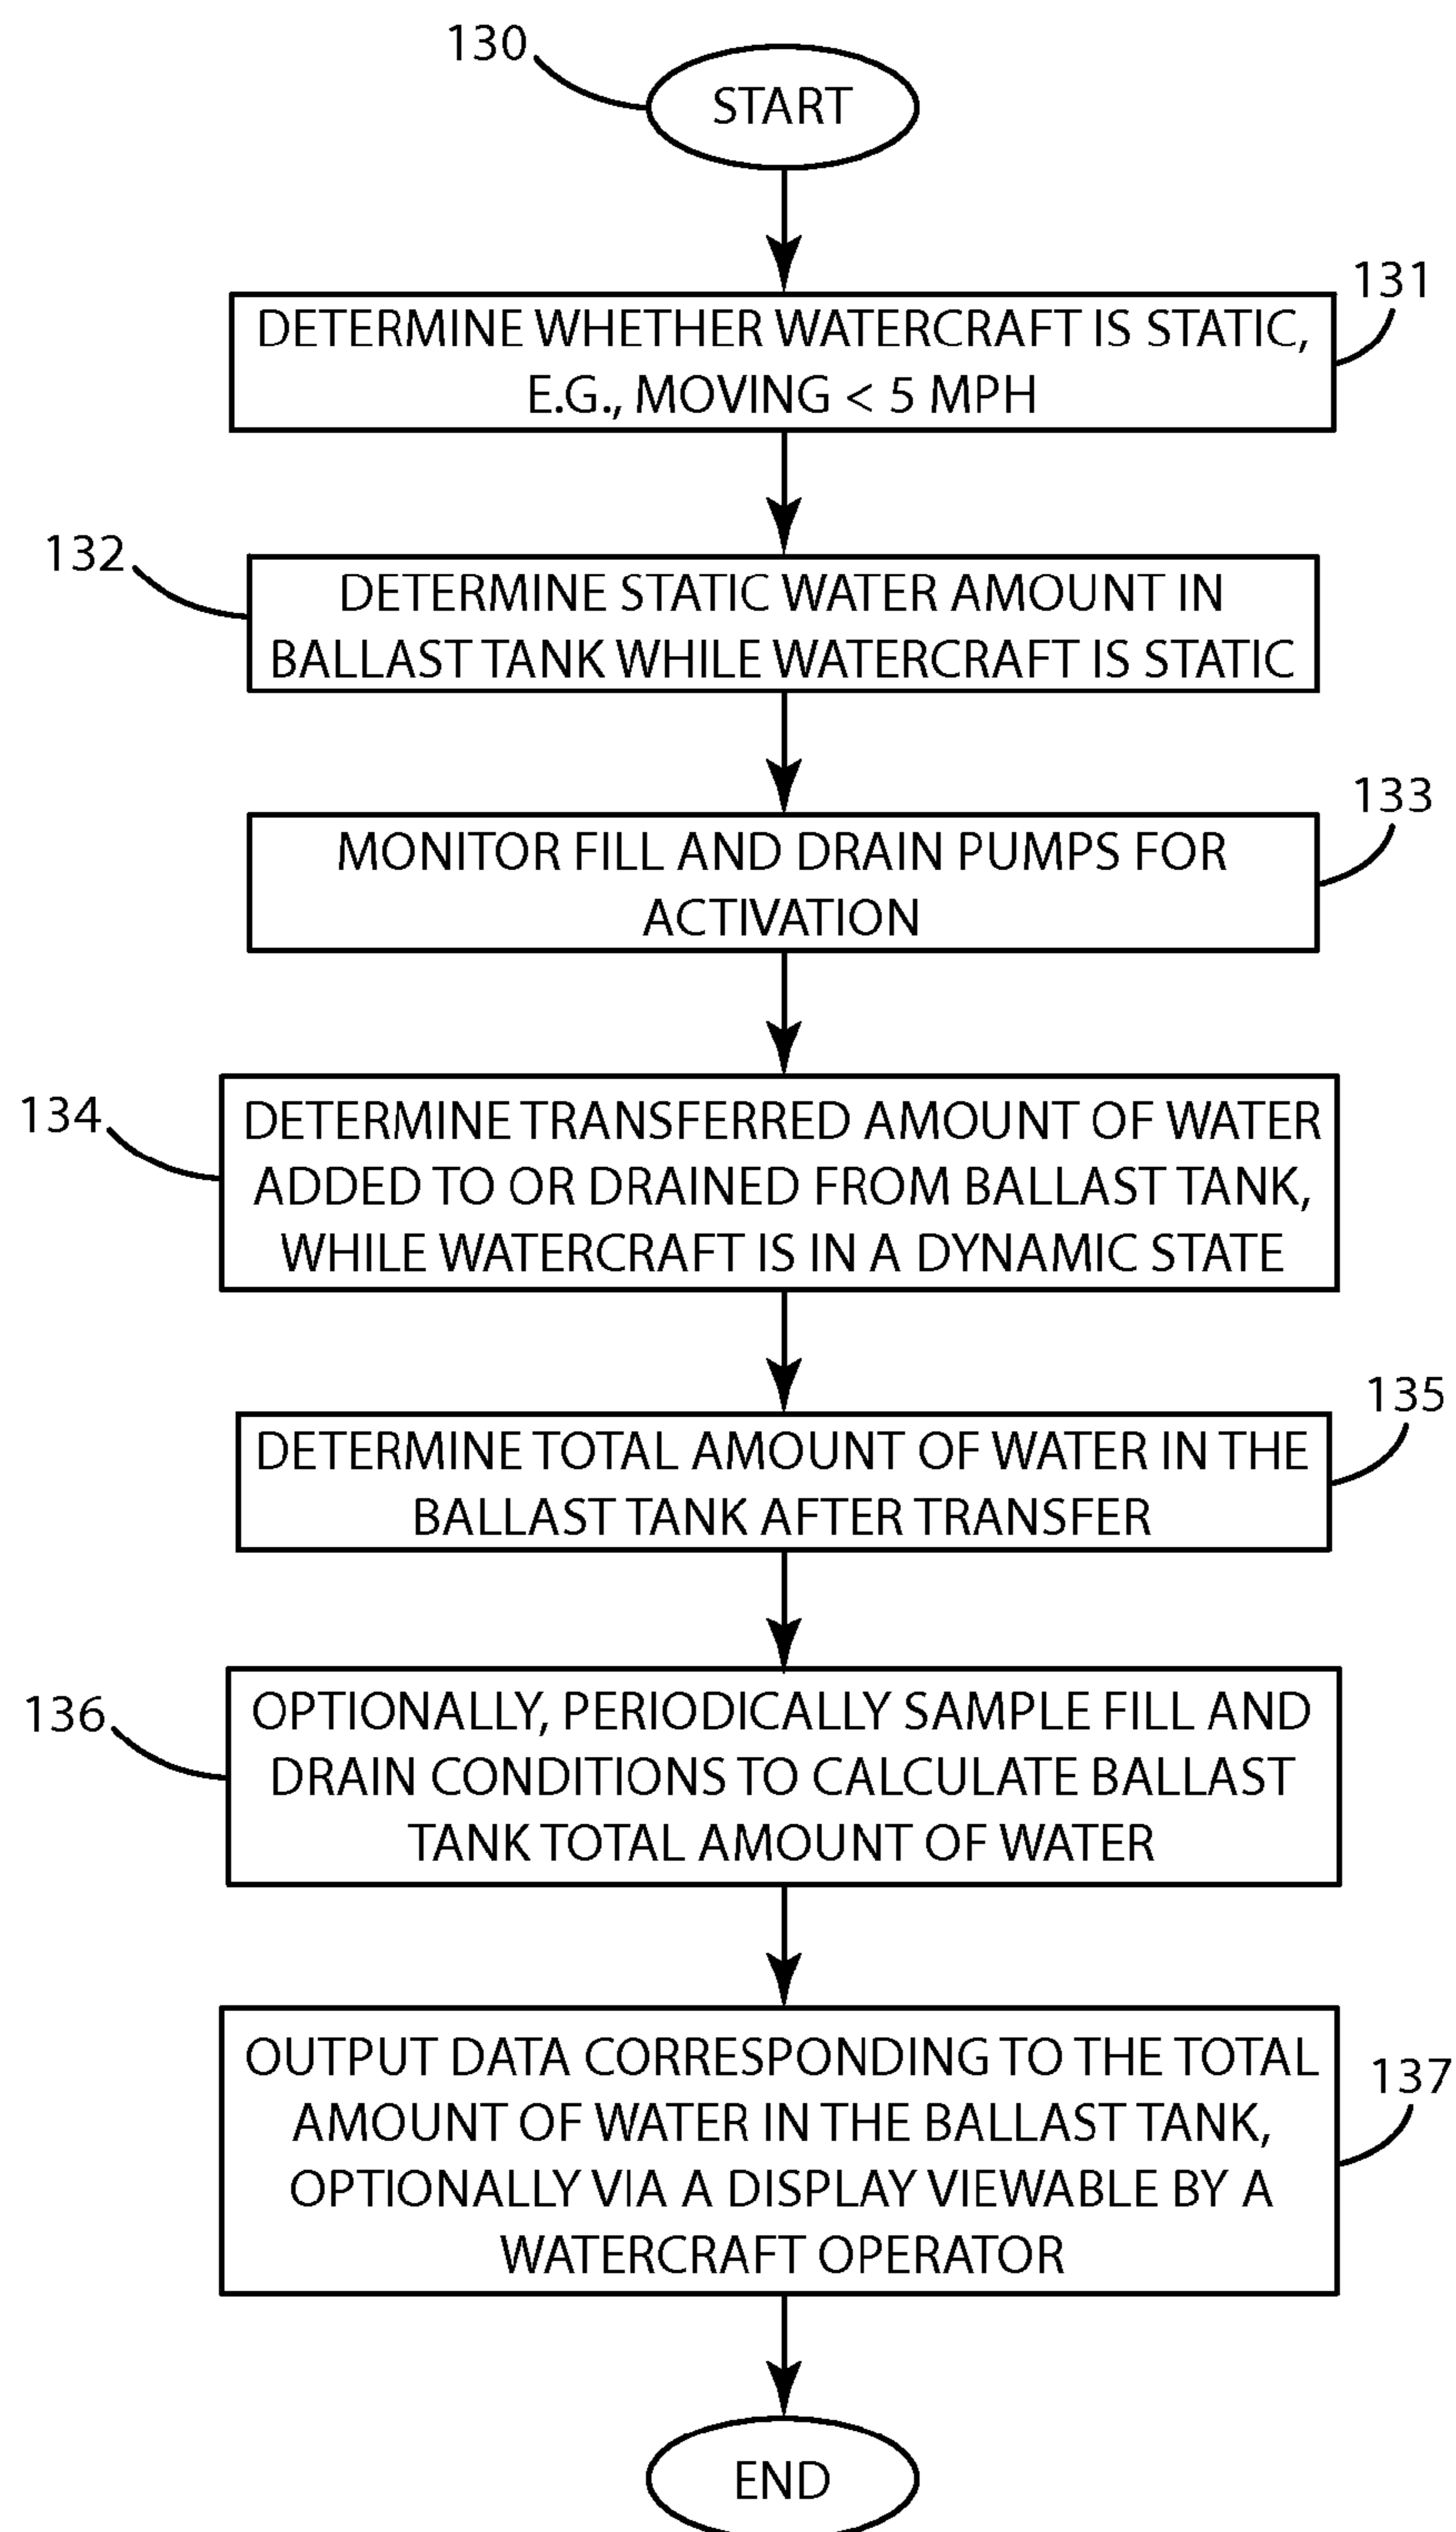 130
START
131
DETERMINE WHETHER WATERCRAFT IS STATIC,
E.G., MOVING < 5 MPH
132
DETERMINE STATIC WATER AMOUNT IN
BALLAST TANK WHILE WATERCRAFT IS STATIC
133
MONITOR FILL AND DRAIN PUMPS FOR
ACTIVATION
134
DETERMINE TRANSFERRED AMOUNT OF WATER
ADDED TO OR DRAINED FROM BALLAST TANK,
WHILE WATERCRAFT IS IN A DYNAMIC STATE
135
DETERMINE TOTAL AMOUNT OF WATER IN THE
BALLAST TANK AFTER TRANSFER
136
OPTIONALLY, PERIODICALLY SAMPLE FILL AND
DRAIN CONDITIONS TO CALCULATE BALLAST
TANK TOTAL AMOUNT OF WATER
137
OUTPUT DATA CORRESPONDING TO THE TOTAL
AMOUNT OF WATER IN THE BALLAST TANK,
OPTIONALLY VIA A DISPLAY VIEWABLE BY A
WATERCRAFT OPERATOR
END